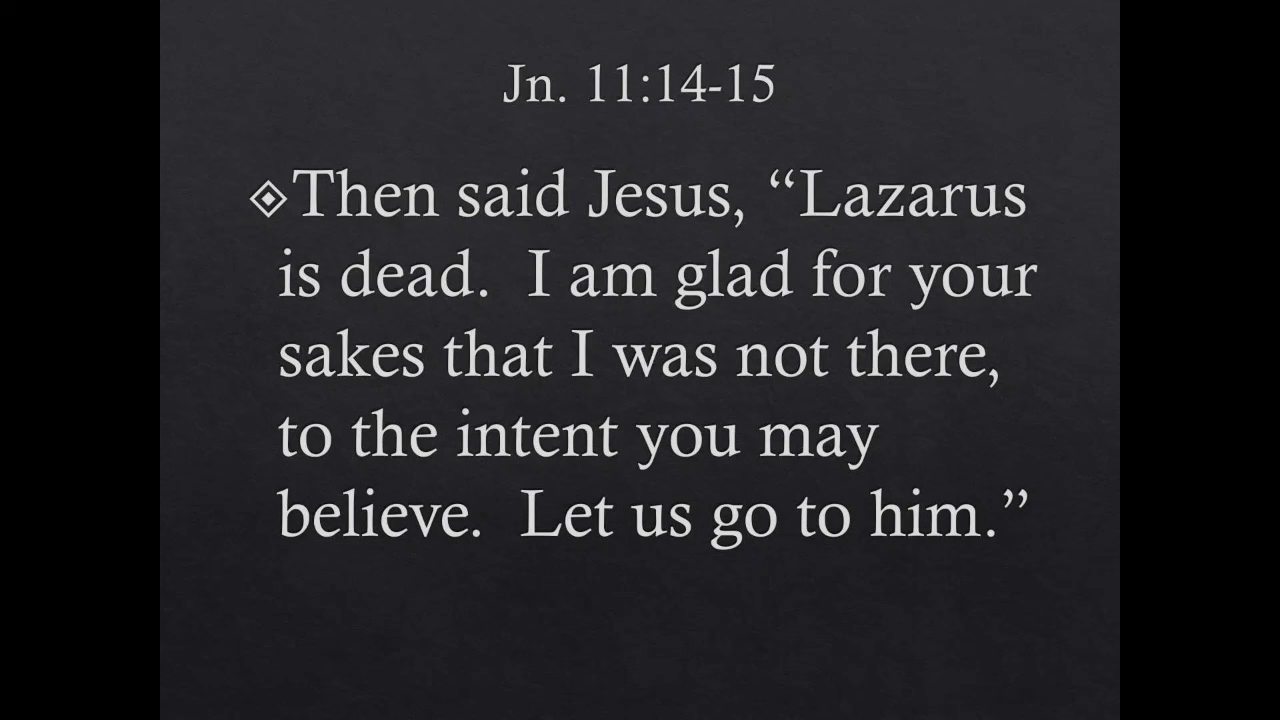 Jn. 11:14-15
Then said Jesus, “Lazarus
is dead.  I am glad for your
sakes that I was not there,
to the intent you may
believe.  Let us go to him.”